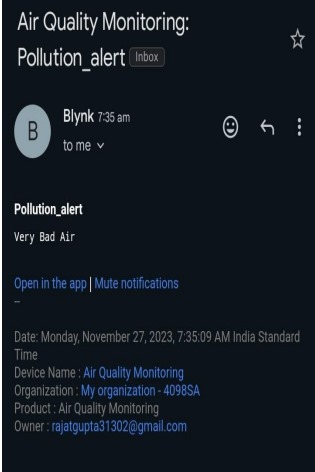 Air Quality Monitoring:
Pollution_alert Inbox
B
Blynk 7:35 am
to me
Pollution_alert
Very Bad Air
Open in the app | Mute notifications
--
Date: Monday, November 27, 2023, 7:35:09 AM India Standard
Time
Device Name : Air Quality Monitoring
Organization : My organization - 4098SA
Product : Air Quality Monitoring
Owner : rajatgupta31302@gmail.com